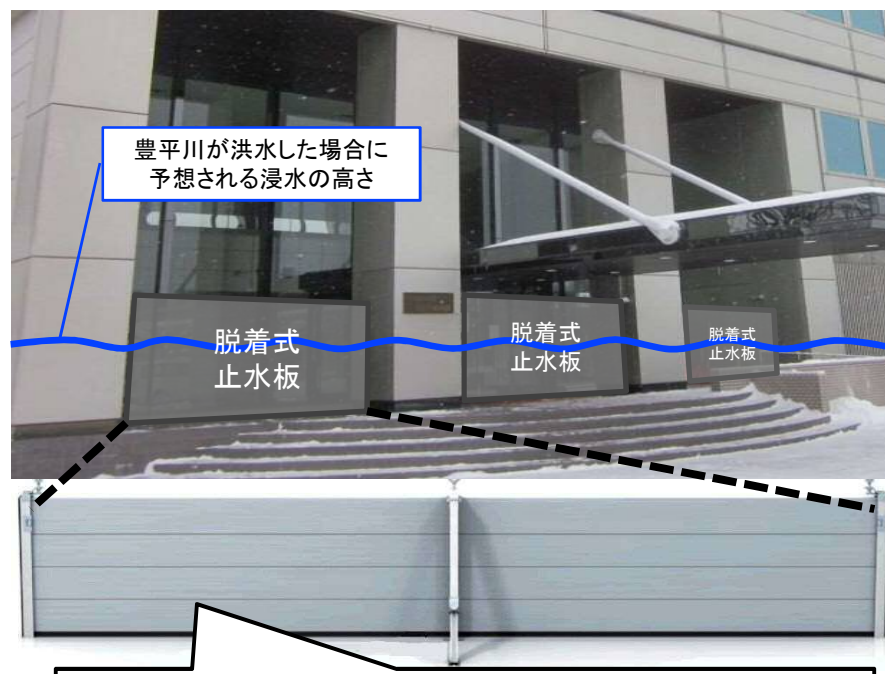 豊平川が洪水した場合に
予想される浸水の高さ
脱着式
止水板
脱着式
止水板
脱着式
止水板